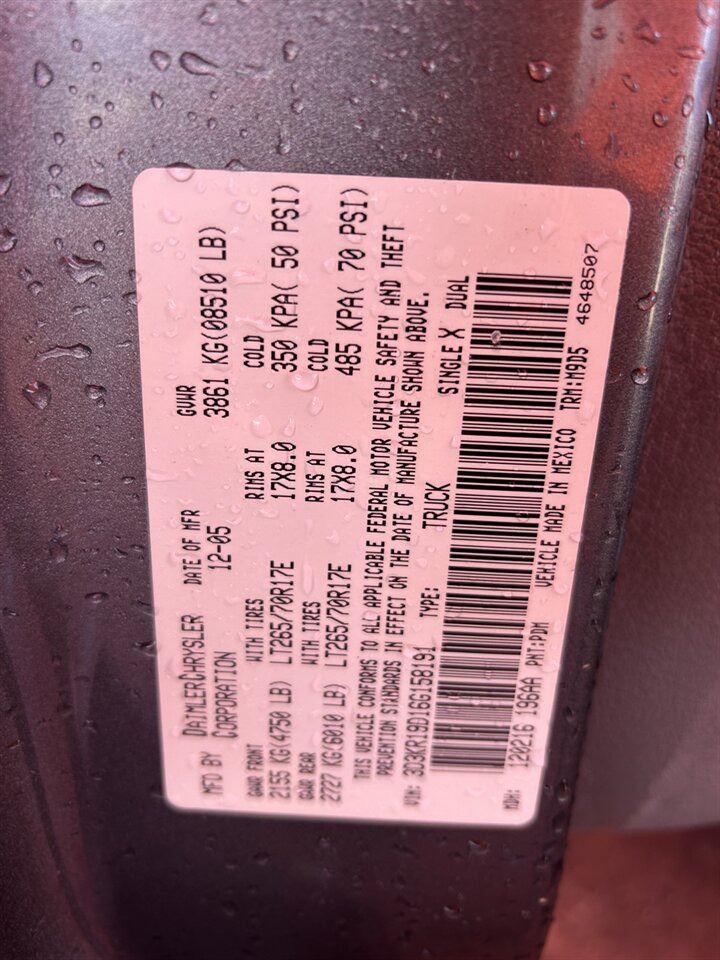 MFD BY DAIMLERCHRYSLER CORPORATION DATE OF MFR 12-05 GVWR 3861 KG(08510 LB)
GAWR FRONT WITH TIRES RIMS AT COLD
2155 KG(4750 LB) LT265/70R17E 17X8.0 350 KPA( 50 PSI)
GAWR REAR WITH TIRES RIMS AT COLD
2727 KG(6010 LB) LT265/70R17E 17X8.0 485 KPA( 70 PSI)
THIS VEHICLE CONFORMS TO ALL APPLICABLE FEDERAL MOTOR VEHICLE SAFETY AND THEFT
PREVENTION STANDARDS IN EFFECT ON THE DATE OF MANUFACTURE SHOWN ABOVE.
VIN: 3D3KR19D16G158191 TYPE: TRUCK SINGLE X DUAL
MDH: 120216 196AA PNT:PDM VEHICLE MADE IN MEXICO TRM:M9D5 4648507